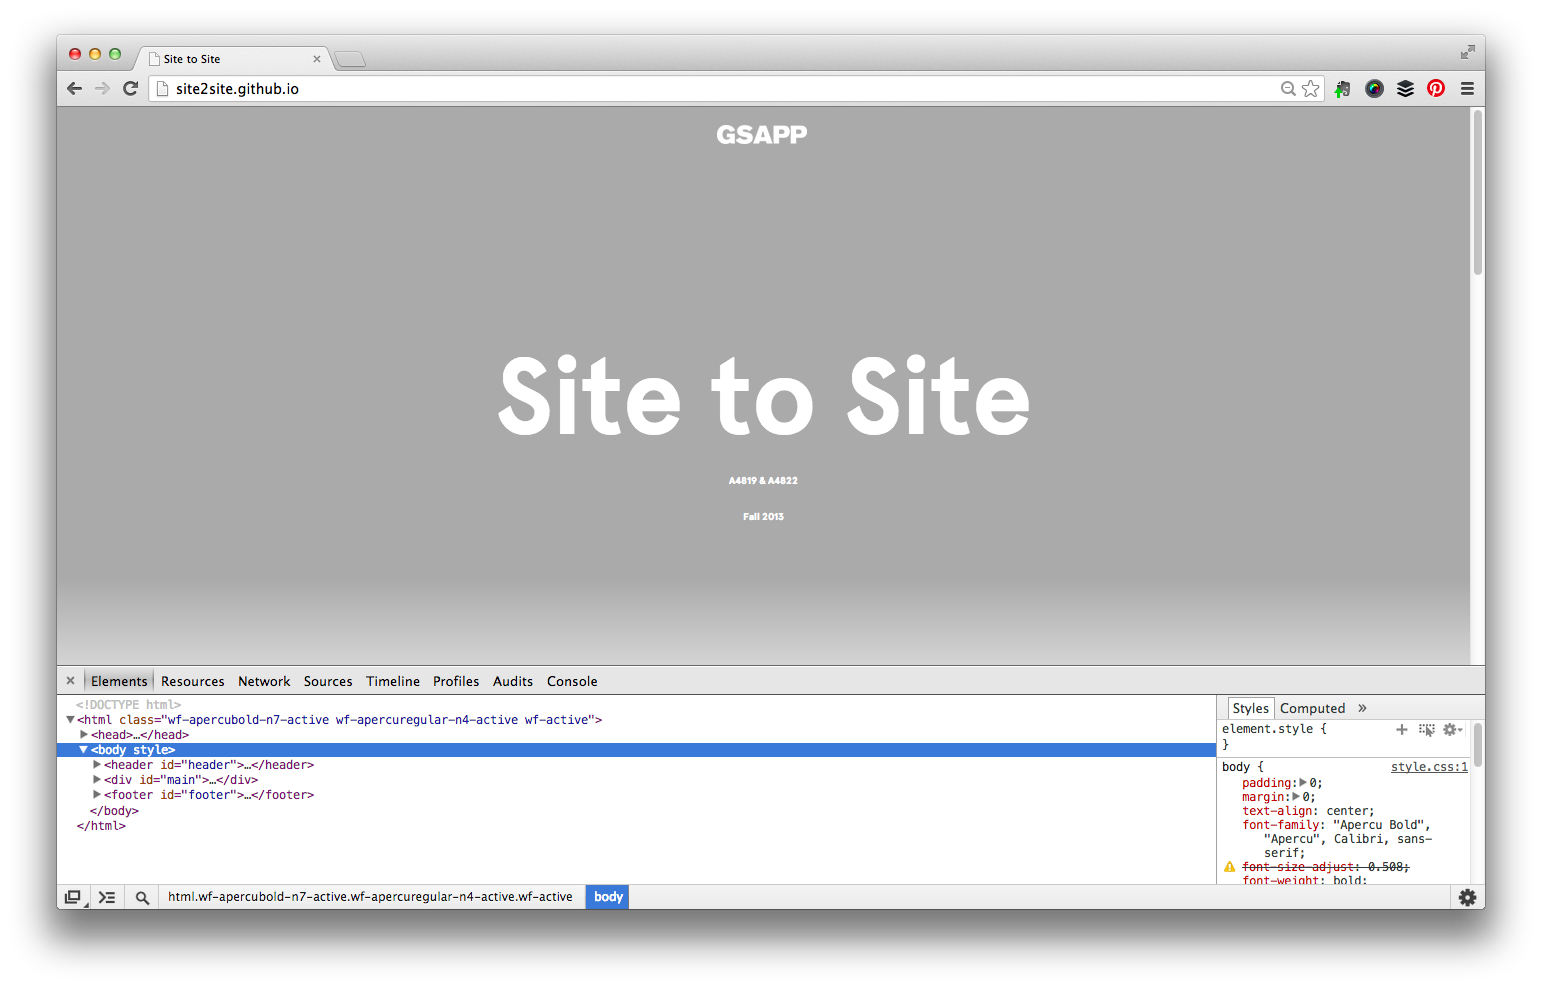 Site to Site
site2site.github.io
GSAPP
Site to Site
A4819 & A4822
Fall 2013
Elements Resources Network Sources Timeline Profiles Audits Console
<!DOCTYPE html>
<html class="wf-apercubold-n7-active wf-apercuregular-n4-active wf-active">
<head>…</head>
<body style>
<header id="header">…</header>
<div id="main">…</div>
<footer id="footer">…</footer>
</body>
</html>
Styles Computed »
element.style {
}
body { style.css:1
padding: 0;
margin: 0;
text-align: center;
font-family: "Apercu Bold",
"Apercu", Calibri, sans-
serif;
font-size-adjust: 0.508;
font-weight: bold;
html.wf-apercubold-n7-active.wf-apercuregular-n4-active.wf-active body